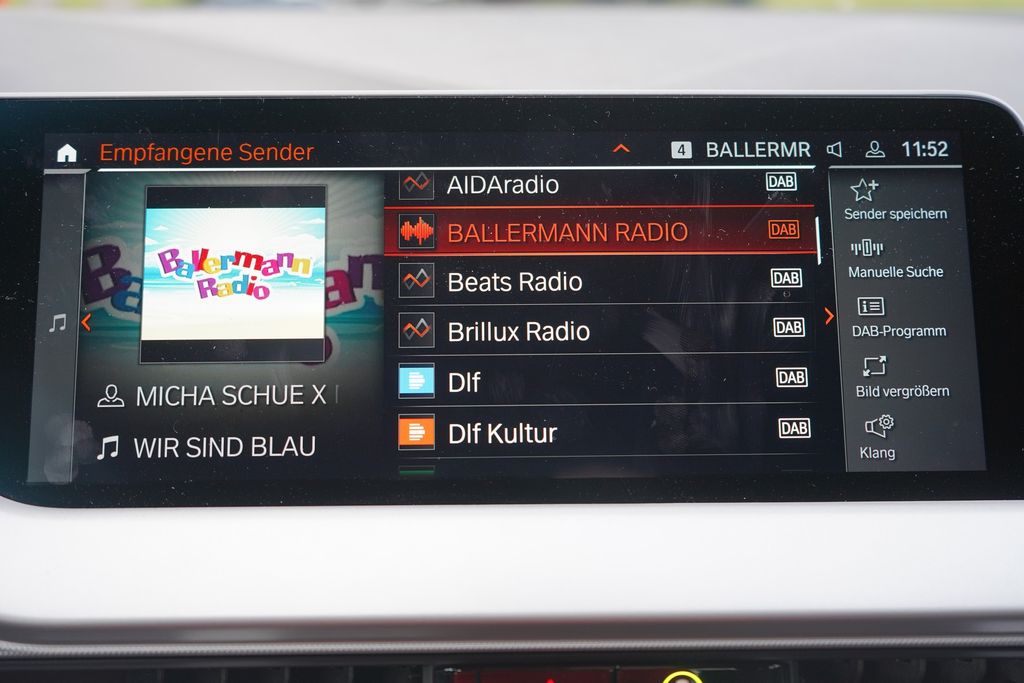 Empfangene Sender
4 BALLERMR 11:52
Ballermann
Radio
MICHA SCHUE X
WIR SIND BLAU
AIDAradio DAB
BALLERMANN RADIO DAB
Beats Radio DAB
Brillux Radio DAB
Dlf DAB
Dlf Kultur DAB
Sender speichern
Manuelle Suche
DAB-Programm
Bild vergrößern
Klang